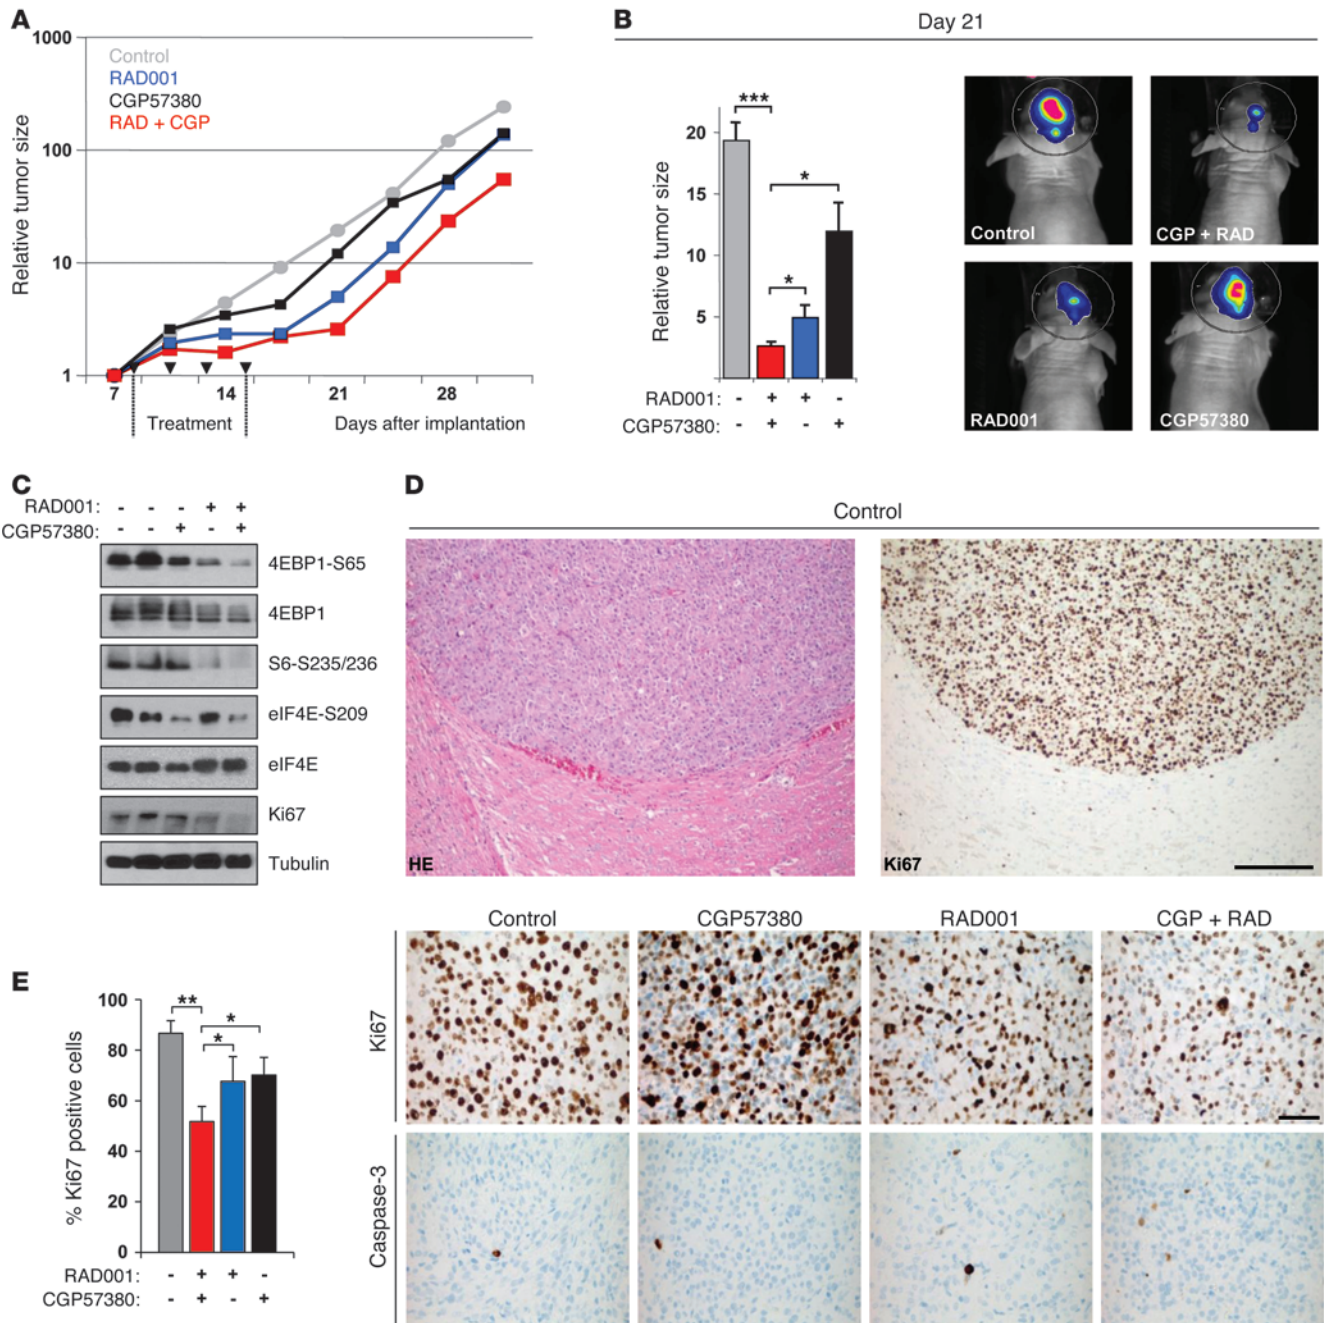 A
1000
100
10
1
Relative tumor size
Control
RAD001
CGP57380
RAD + CGP
7
14
21
28
Treatment
Days after implantation
B
Day 21
Relative tumor size
20
15
10
5
***
*
*
RAD001: - + + -
CGP57380: - + - +
Control
CGP + RAD
RAD001
CGP57380
C
RAD001: - - - + +
CGP57380: - - + - +
4EBP1-S65
4EBP1
S6-S235/236
eIF4E-S209
eIF4E
Ki67
Tubulin
D
Control
HE
Ki67
Control
CGP57380
RAD001
CGP + RAD
Ki67
Caspase-3
E
% Ki67 positive cells
100
80
60
40
20
0
**
*
*
RAD001: - + + -
CGP57380: - + - +